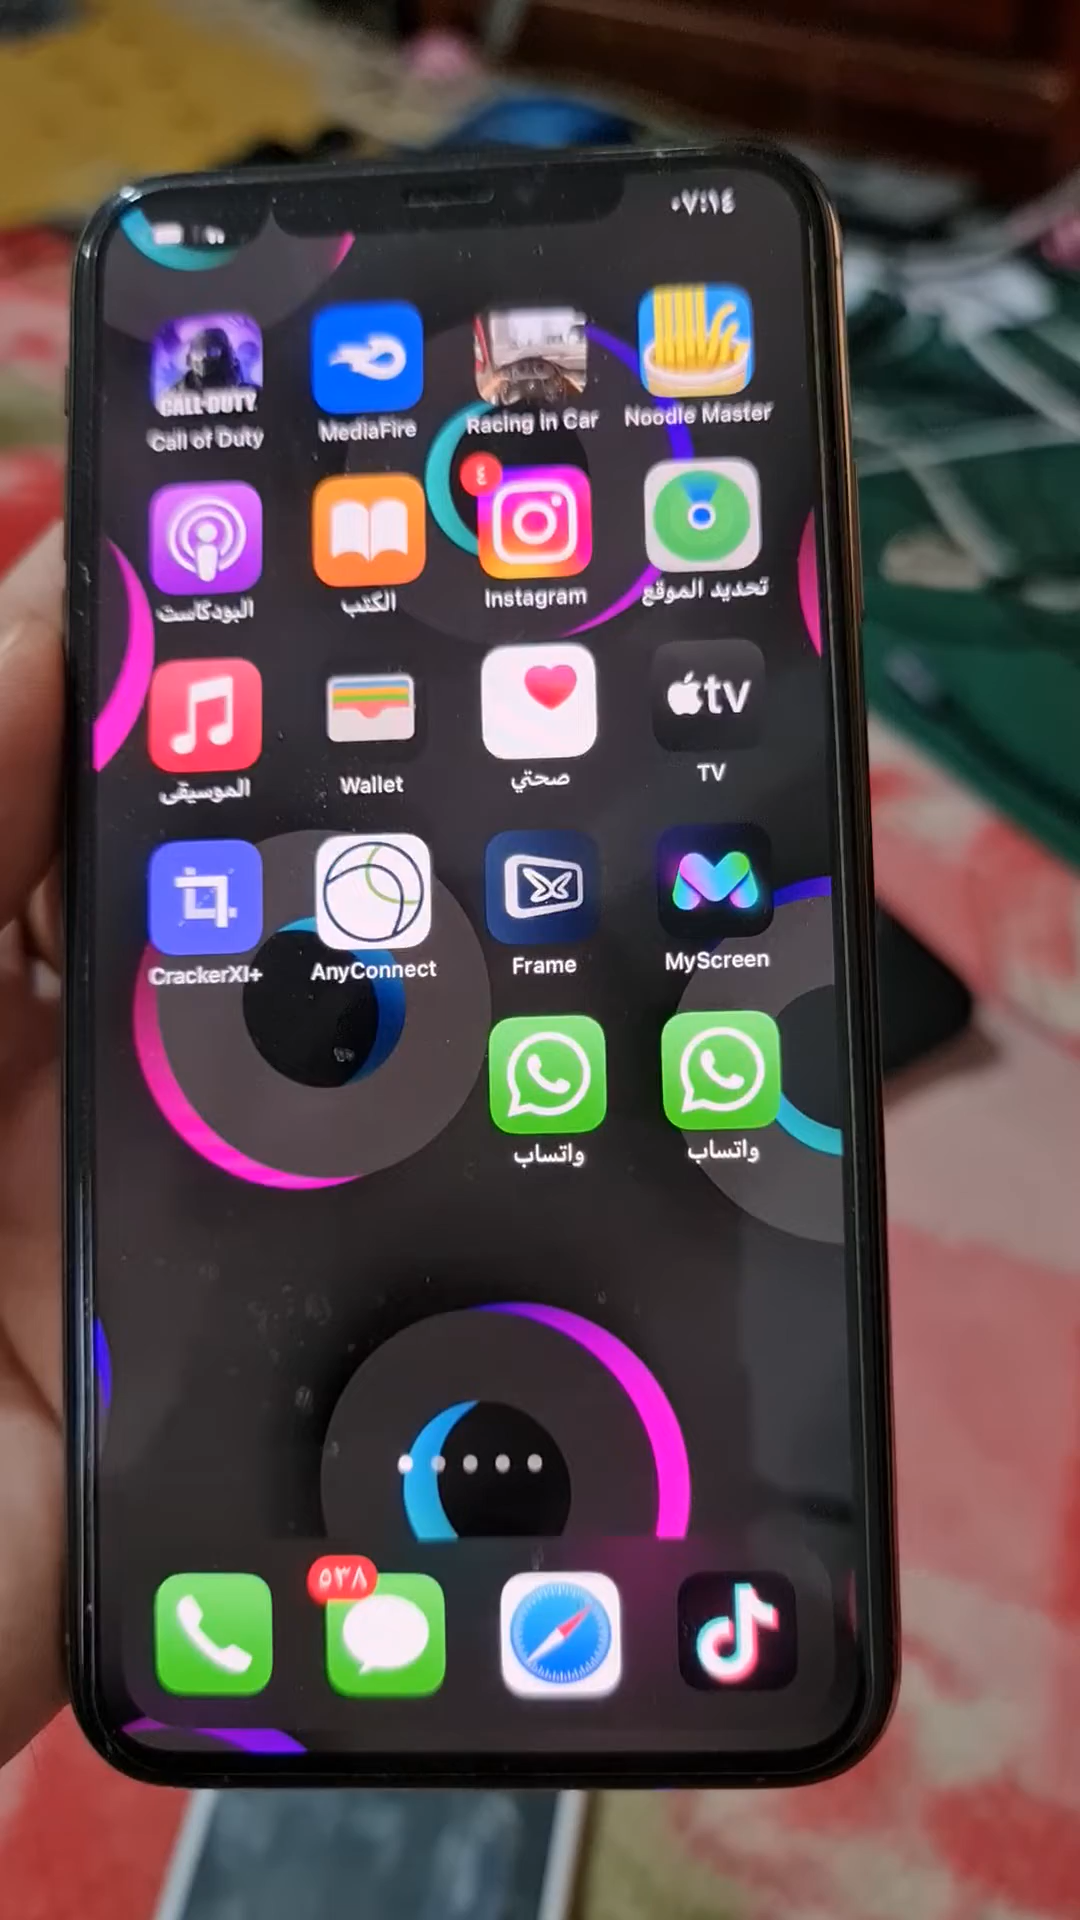 ٠٧:١٤
CALL·DUTY
Call of Duty
MediaFire
Racing in Car
Noodle Master
٤
البودكاست
الكتب
Instagram
تحديد الموقع
tv
الموسيقى
Wallet
صحتي
TV
CrackerXI+
AnyConnect
Frame
MyScreen
واتساب
واتساب
٥٣٨